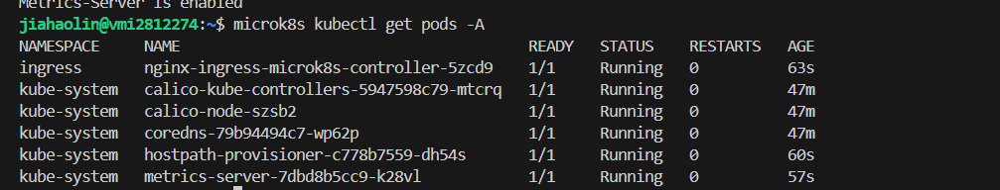 Metrics-Server is enabled
jiahaolin@vmi2812274:~$ microk8s kubectl get pods -A
NAMESPACE NAME READY STATUS RESTARTS AGE
ingress nginx-ingress-microk8s-controller-5zcd9 1/1 Running 0 63s
kube-system calico-kube-controllers-5947598c79-mtcrq 1/1 Running 0 47m
kube-system calico-node-szsb2 1/1 Running 0 47m
kube-system coredns-79b94494c7-wp62p 1/1 Running 0 47m
kube-system hostpath-provisioner-c778b7559-dh54s 1/1 Running 0 60s
kube-system metrics-server-7dbd8b5cc9-k28vl 1/1 Running 0 57s